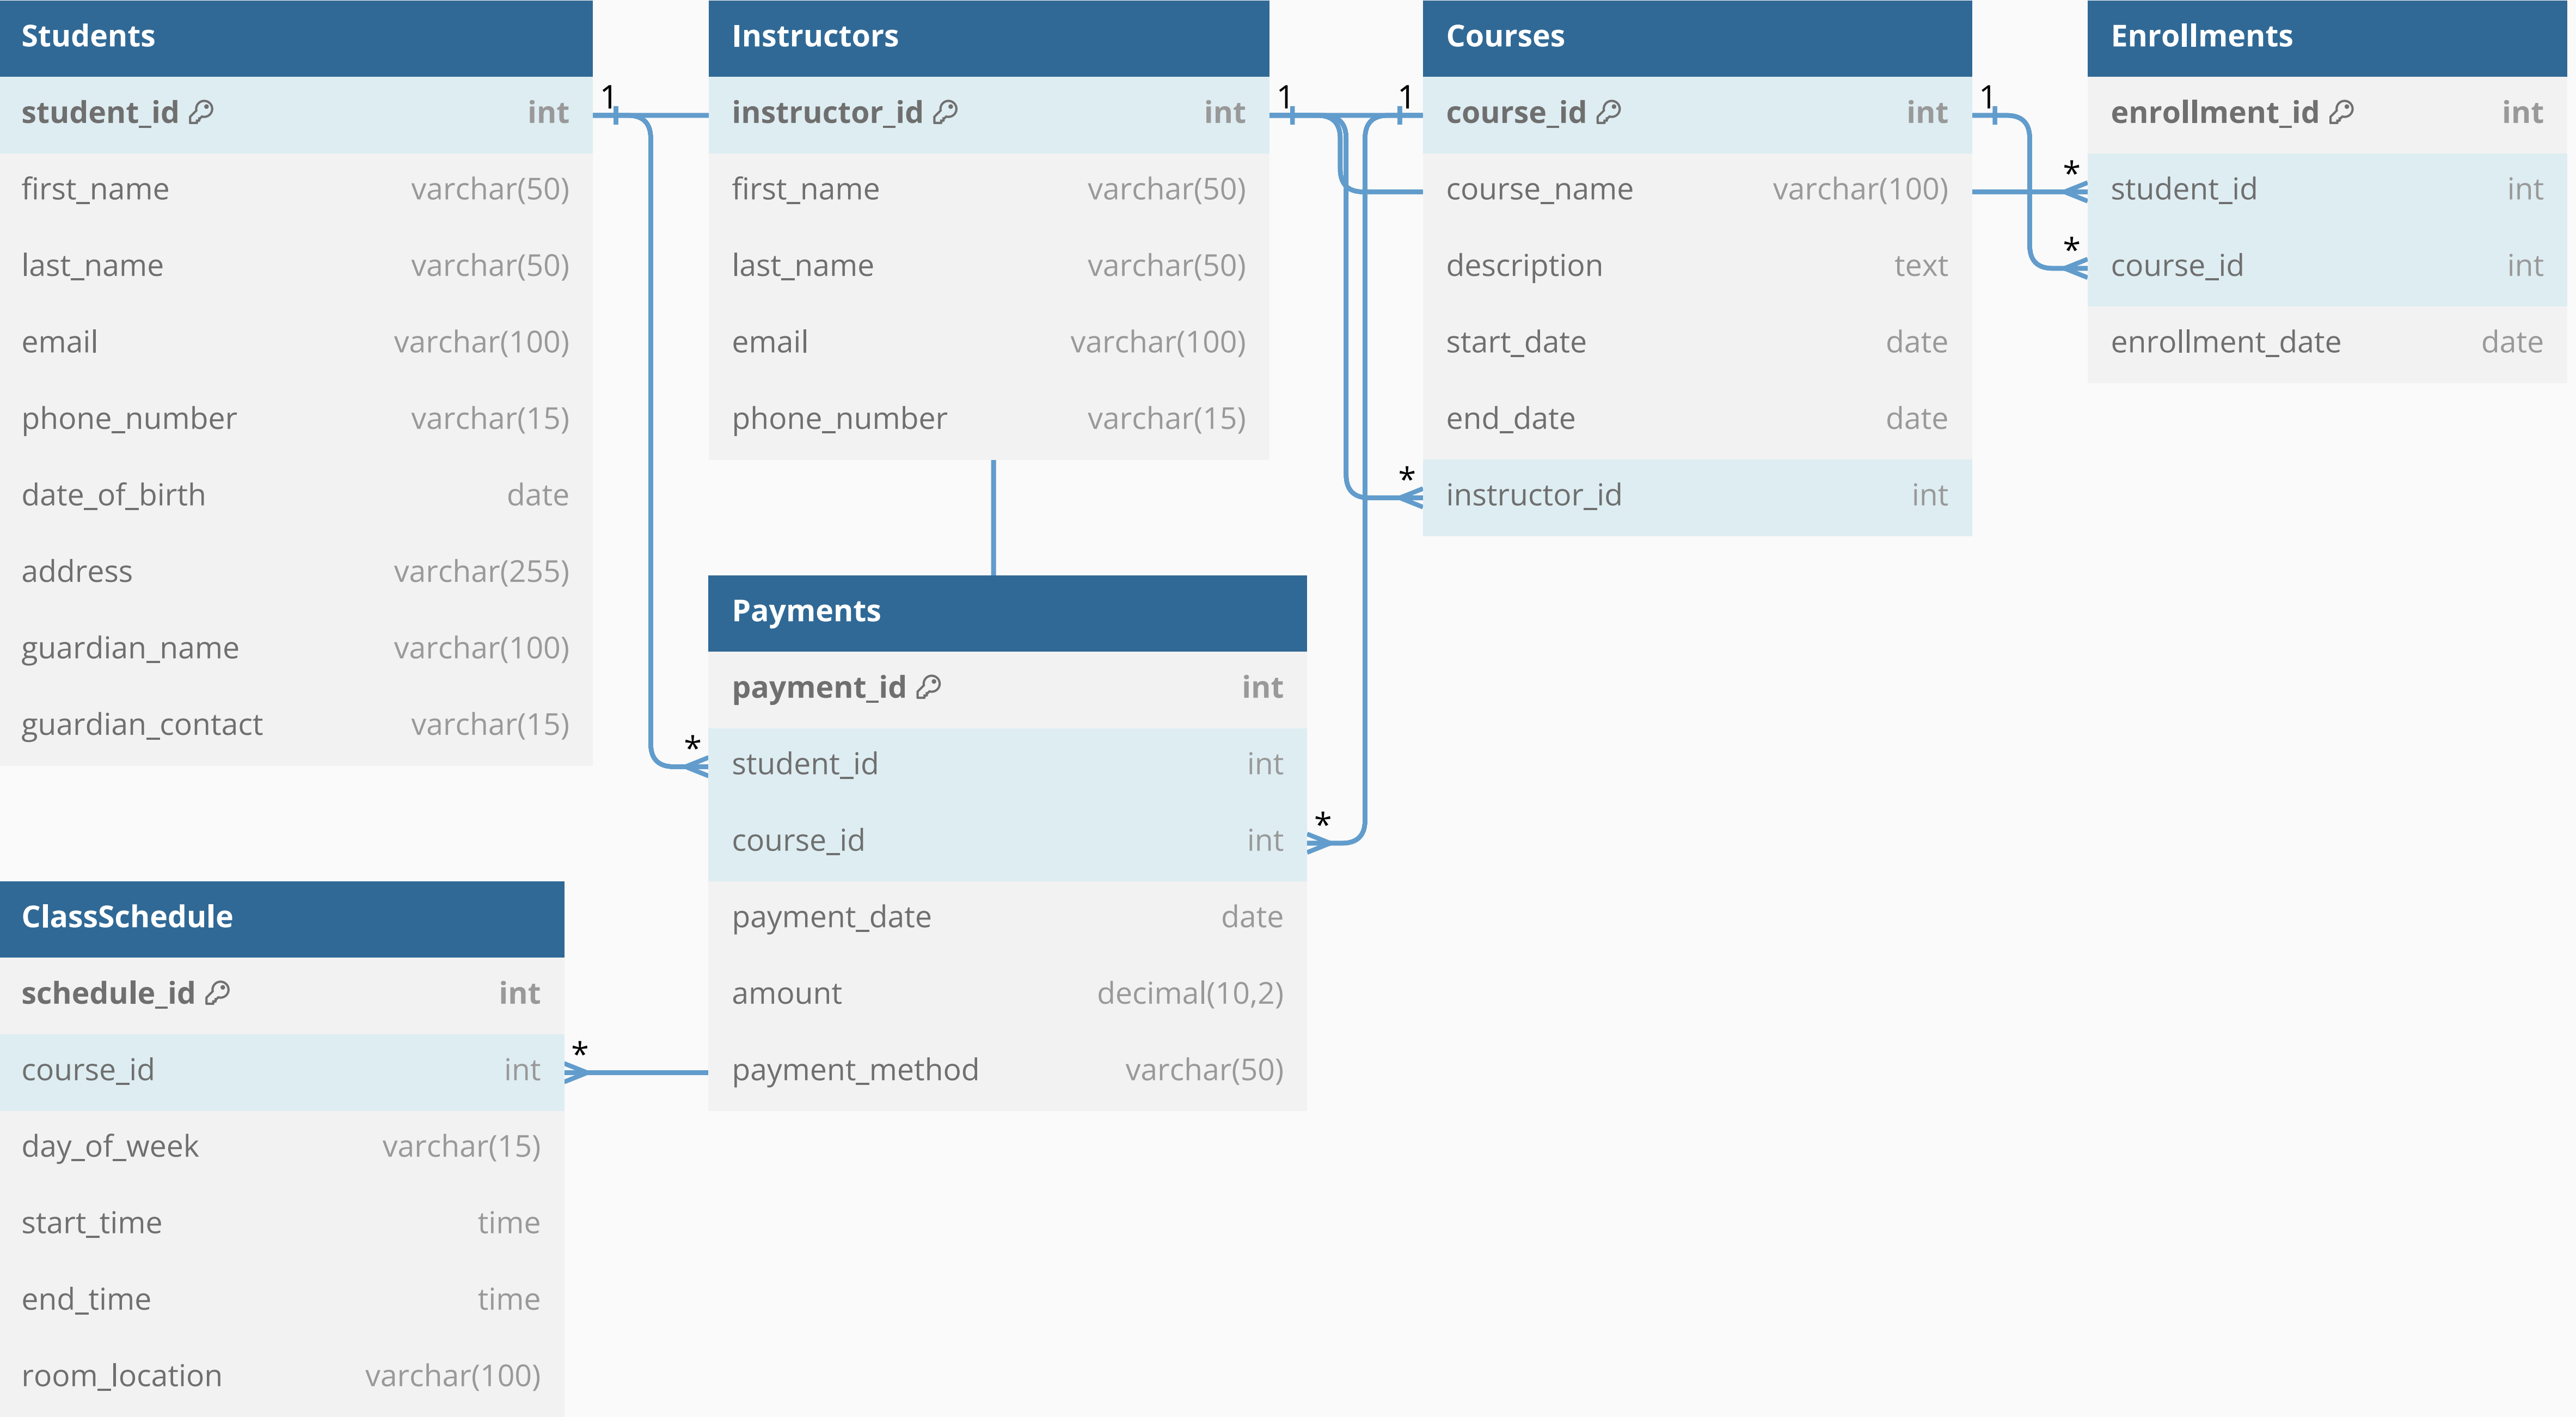 Students
student_id int
first_name varchar(50)
last_name varchar(50)
email varchar(100)
phone_number varchar(15)
date_of_birth date
address varchar(255)
guardian_name varchar(100)
guardian_contact varchar(15)
1
Instructors
instructor_id int
first_name varchar(50)
last_name varchar(50)
email varchar(100)
phone_number varchar(15)
1
1
*
Courses
course_id int
course_name varchar(100)
description text
start_date date
end_date date
instructor_id int
1
*
*
Enrollments
enrollment_id int
student_id int
course_id int
enrollment_date date
Payments
payment_id int
* student_id int
course_id int *
payment_date date
amount decimal(10,2)
payment_method varchar(50)
ClassSchedule
schedule_id int
course_id int *
day_of_week varchar(15)
start_time time
end_time time
room_location varchar(100)